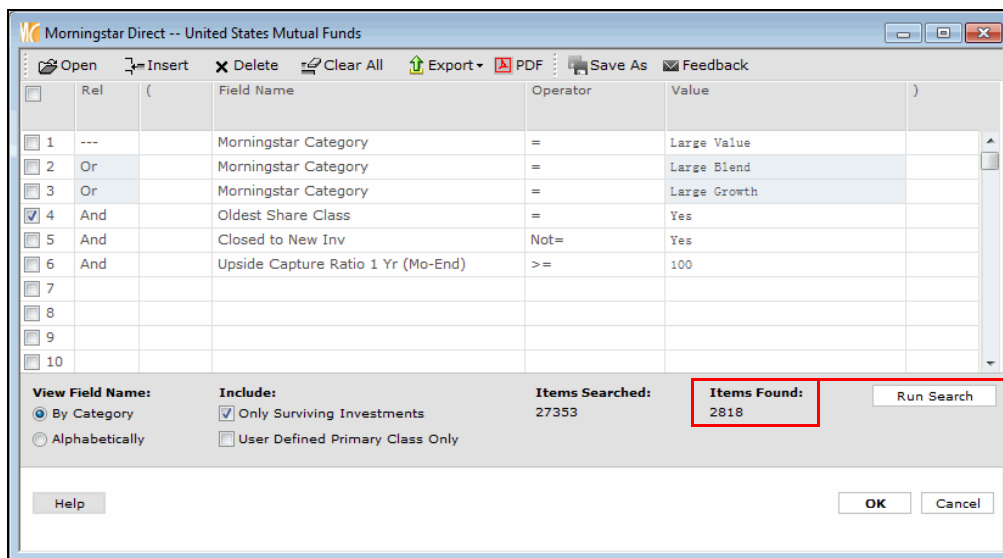 Morningstar Direct -- United States Mutual Funds
Open Insert Delete Clear All Export PDF Save As Feedback
Rel ( Field Name Operator Value )
1 --- Morningstar Category = Large Value
2 Or Morningstar Category = Large Blend
3 Or Morningstar Category = Large Growth
4 And Oldest Share Class = Yes
5 And Closed to New Inv Not= Yes
6 And Upside Capture Ratio 1 Yr (Mo-End) >= 100
7
8
9
10
View Field Name: Include: Items Searched: Items Found: Run Search
By Category Only Surviving Investments 27353 2818
Alphabetically User Defined Primary Class Only
Help OK Cancel